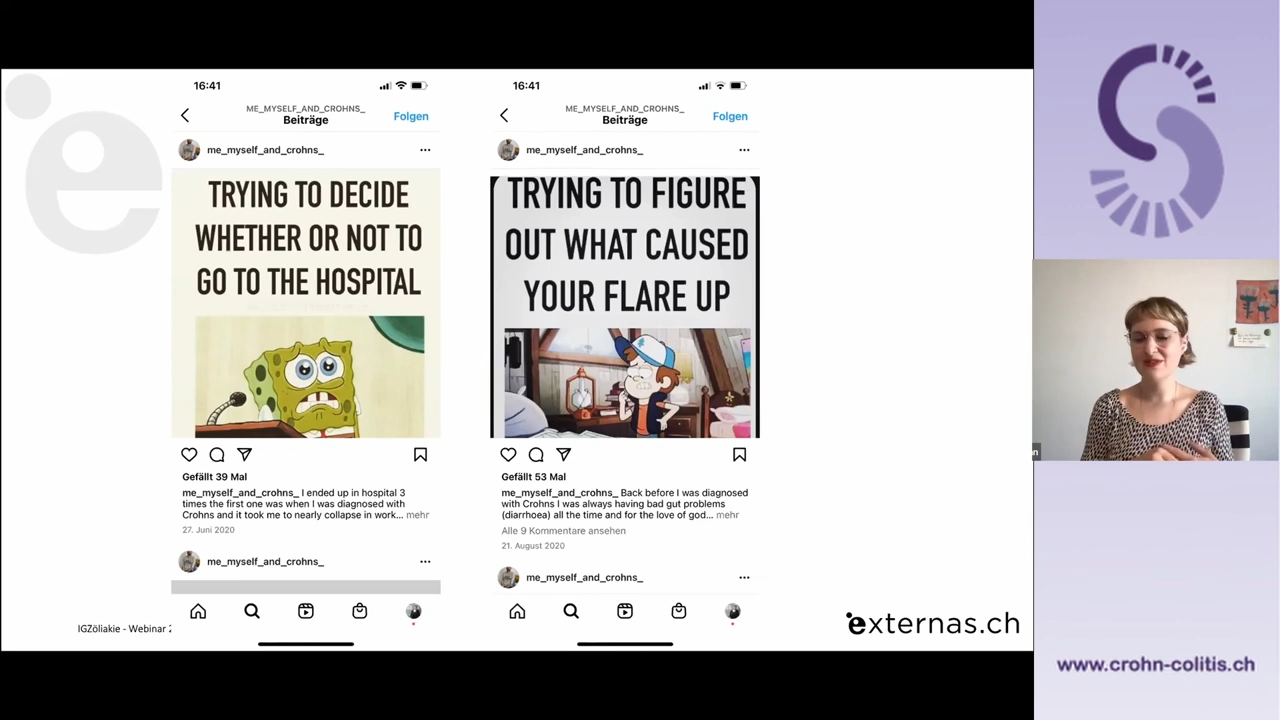 16:41
ME_MYSELF_AND_CROHNS_
Beiträge
Folgen
me_myself_and_crohns_
TRYING TO DECIDE
WHETHER OR NOT TO
GO TO THE HOSPITAL
Gefällt 39 Mal
me_myself_and_crohns_ I ended up in hospital 3
times the first one was when I was diagnosed with
Crohns and it took me to nearly collapse in work... mehr
27. Juni 2020
me_myself_and_crohns_
16:41
ME_MYSELF_AND_CROHNS_
Beiträge
Folgen
me_myself_and_crohns_
TRYING TO FIGURE
OUT WHAT CAUSED
YOUR FLARE UP
Gefällt 53 Mal
me_myself_and_crohns_ Back before I was diagnosed
with Crohns I was always having bad gut problems
(diarrhoea) all the time and for the love of god... mehr
Alle 9 Kommentare ansehen
21. August 2020
me_myself_and_crohns_
IGZöliakie - Webinar 2
externas.ch
www.crohn-colitis.ch